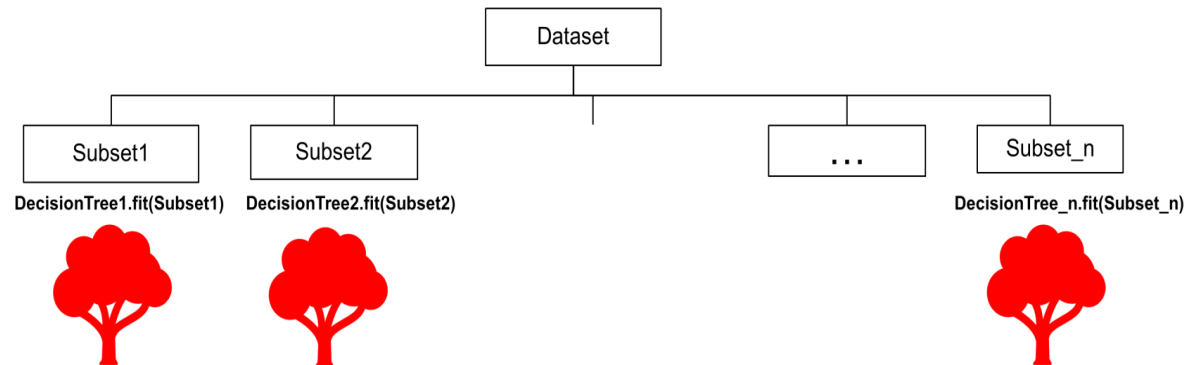 Dataset
Subset1
Subset2
...
Subset_n
DecisionTree1.fit(Subset1)
DecisionTree2.fit(Subset2)
DecisionTree_n.fit(Subset_n)